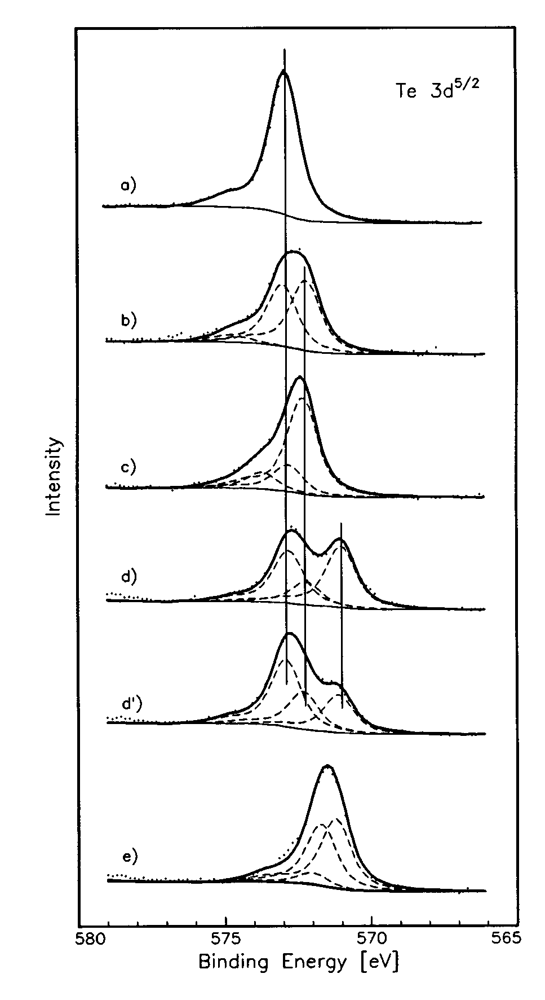 Te 3d5/2
a)
b)
c)
Intensity
d)
d')
e)
580 575 570 565
Binding Energy [eV]